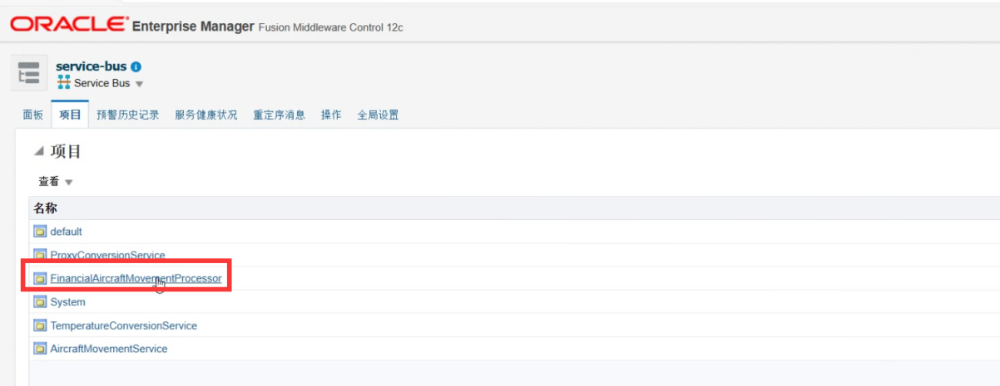 ORACLE Enterprise Manager Fusion Middleware Control 12c
service-bus
Service Bus
面板 项目 预警历史记录 服务健康状况 重定序消息 操作 全局设置
项目
查看
名称
default
ProxyConversionService
FinancialAircraftMovementProcessor
System
TemperatureConversionService
AircraftMovementService